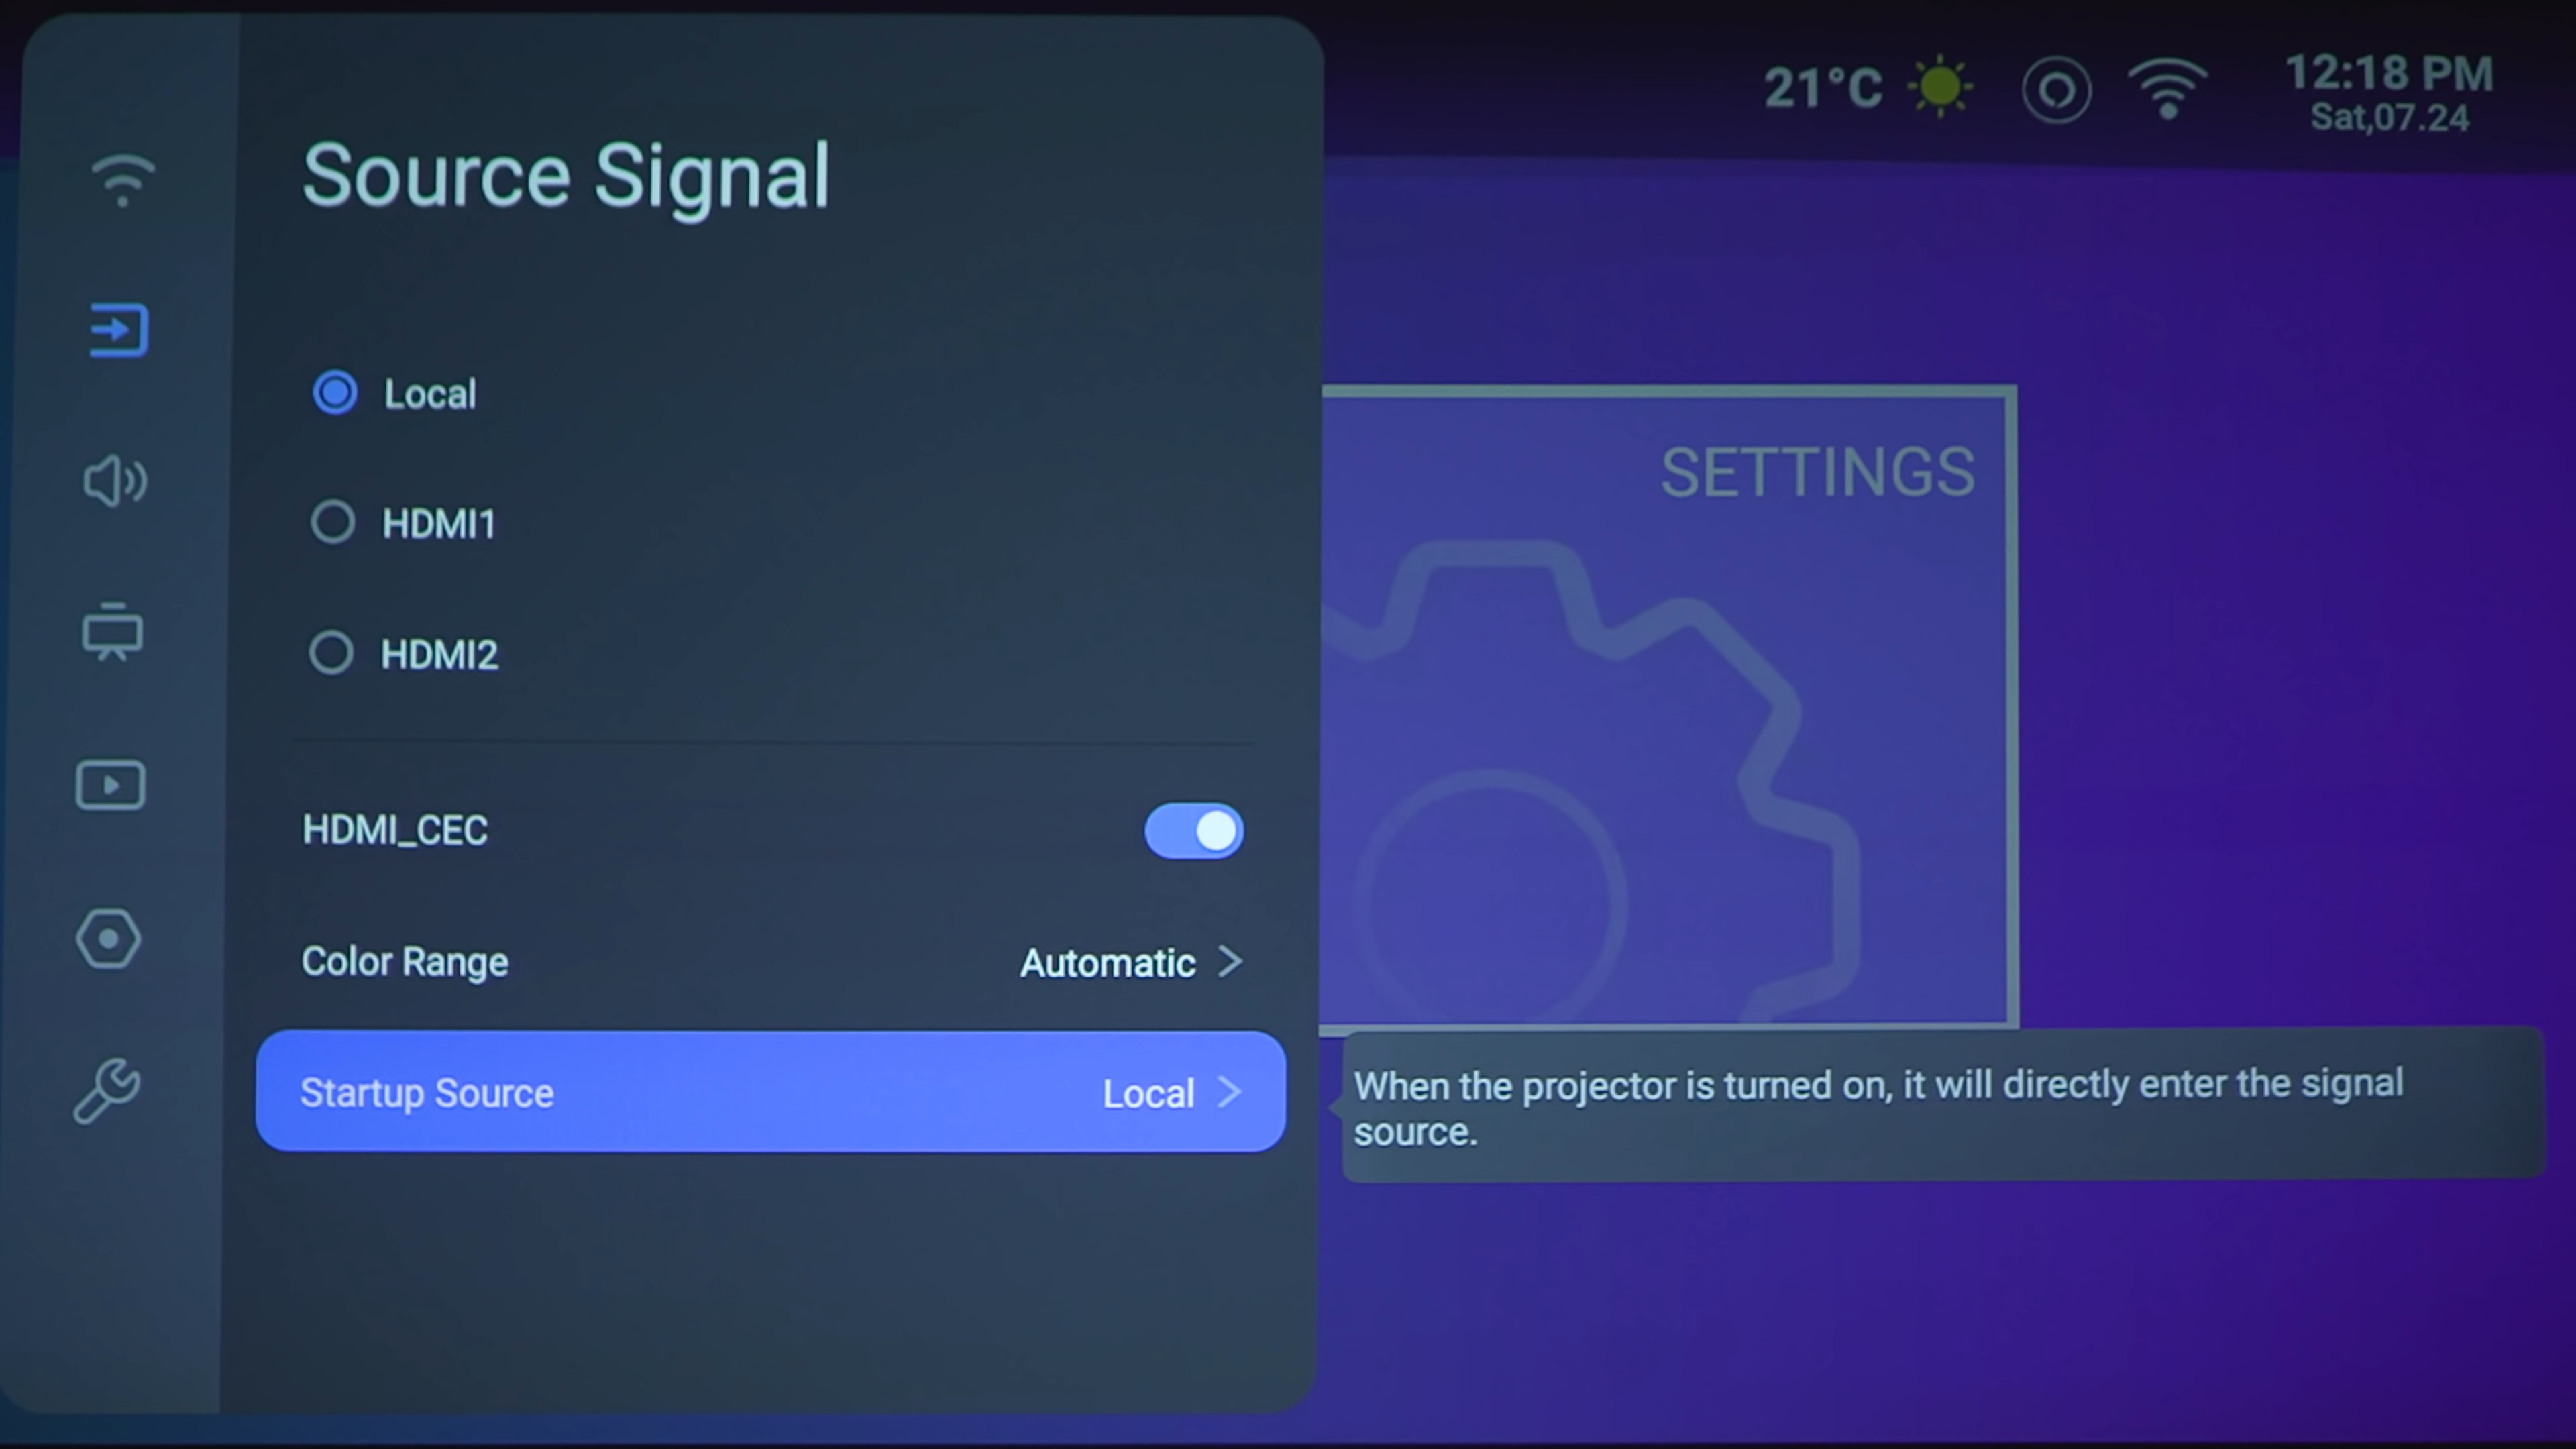 21°C
12:18 PM
Sat,07.24
Source Signal
Local
HDMI1
HDMI2
HDMI_CEC
Color Range Automatic
Startup Source Local
SETTINGS
When the projector is turned on, it will directly enter the signal
source.